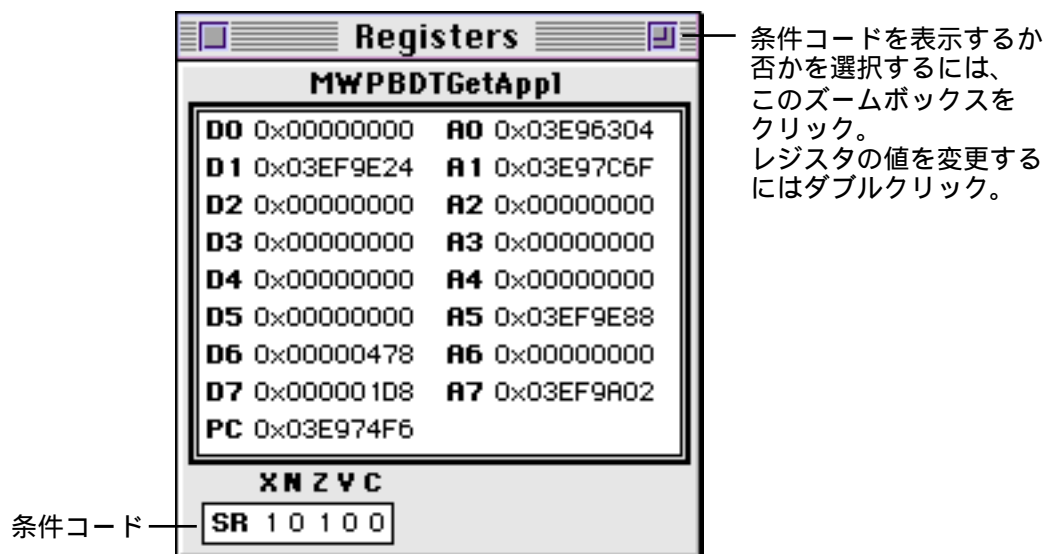 Registers
MWPBDTGetAppl
D0 0x00000000 A0 0x03E96304
D1 0x03EF9E24 A1 0x03E97C6F
D2 0x00000000 A2 0x00000000
D3 0x00000000 A3 0x00000000
D4 0x00000000 A4 0x00000000
D5 0x00000000 A5 0x03EF9E88
D6 0x00000478 A6 0x00000000
D7 0x000001D8 A7 0x03EF9A02
PC 0x03E974F6
X N Z V C
SR 1 0 1 0 0
条件コード
条件コードを表示するか
否かを選択するには、
このズームボックスを
クリック。
レジスタの値を変更する
にはダブルクリック。